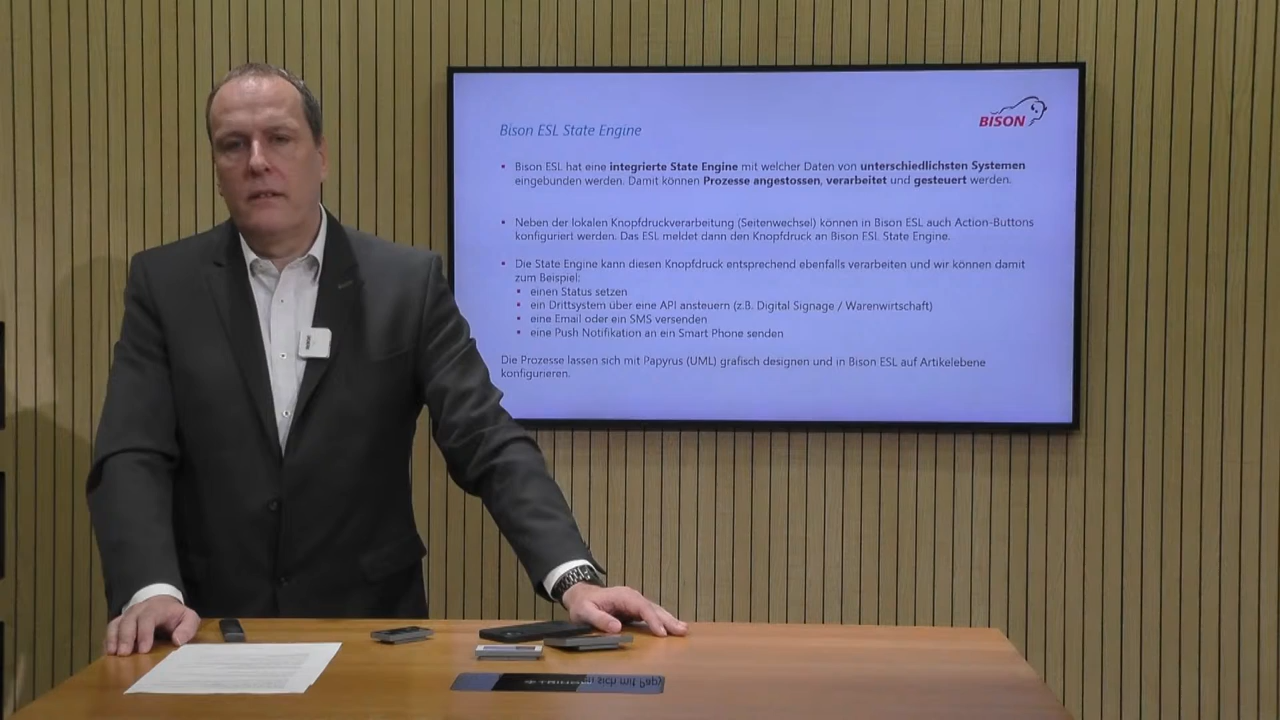 BISON
Bison ESL State Engine
▪ Bison ESL hat eine integrierte State Engine mit welcher Daten von unterschiedlichsten Systemen
eingebunden werden. Damit können Prozesse angestossen, verarbeitet und gesteuert werden.
▪ Neben der lokalen Knopfdruckverarbeitung (Seitenwechsel) können in Bison ESL auch Action-Buttons
konfiguriert werden. Das ESL meldet dann den Knopfdruck an Bison ESL State Engine.
▪ Die State Engine kann diesen Knopfdruck entsprechend ebenfalls verarbeiten und wir können damit
zum Beispiel:
▪ einen Status setzen
▪ ein Drittsystem über eine API ansteuern (z.B. Digital Signage / Warenwirtschaft)
▪ eine Email oder ein SMS versenden
▪ eine Push Notifikation an ein Smart Phone senden
Die Prozesse lassen sich mit Papyrus (UML) grafisch designen und in Bison ESL auf Artikelebene
konfigurieren.